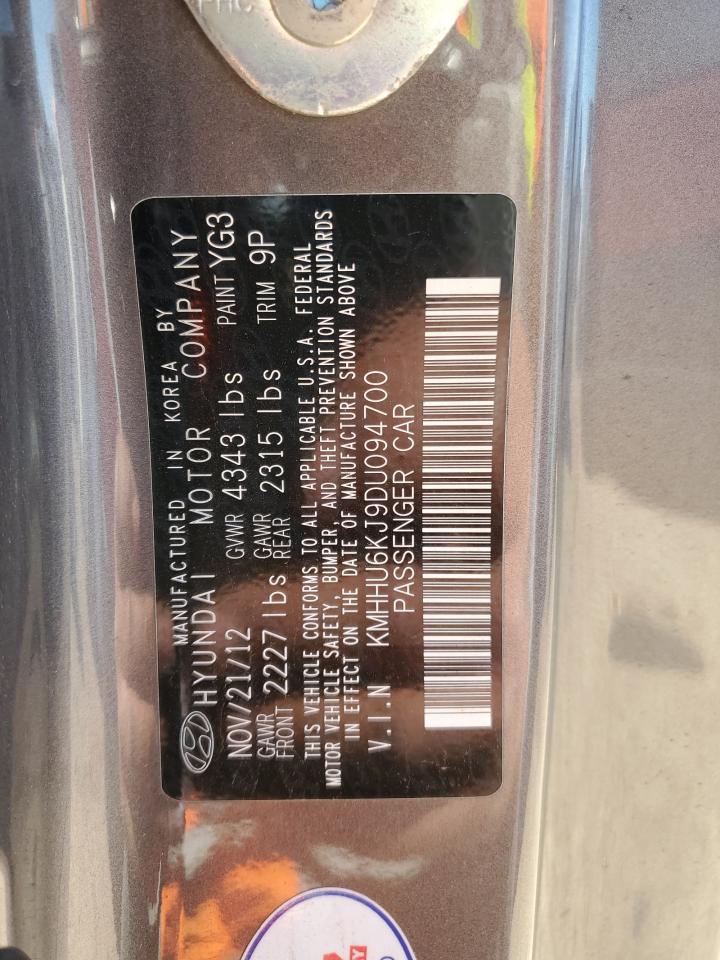 MANUFACTURED IN KOREA BY
HYUNDAI MOTOR COMPANY
NOV/21/12 GVWR 4343 lbs PAINT YG3
GAWR FRONT 2227 lbs GAWR REAR 2315 lbs TRIM 9P
THIS VEHICLE CONFORMS TO ALL APPLICABLE U.S.A. FEDERAL
MOTOR VEHICLE SAFETY, BUMPER, AND THEFT PREVENTION STANDARDS
IN EFFECT ON THE DATE OF MANUFACTURE SHOWN ABOVE
V.I.N KMHHU6KJ9DU094700
PASSENGER CAR